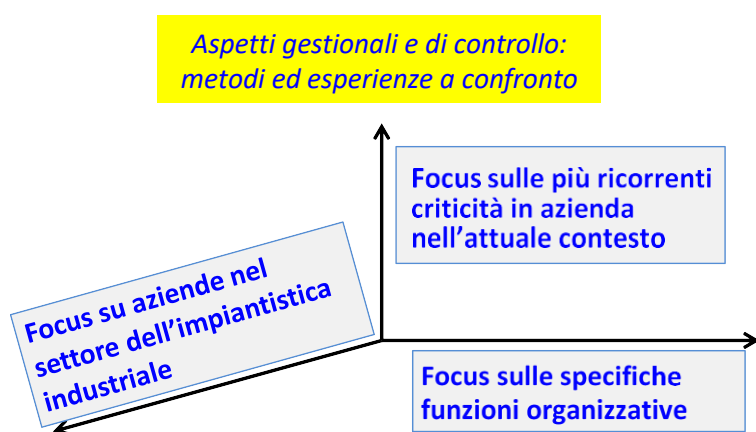 Aspetti gestionali e di controllo:
metodi ed esperienze a confronto
Focus sulle più ricorrenti
criticità in azienda
nell'attuale contesto
Focus su aziende nel
settore dell'impiantistica
industriale
Focus sulle specifiche
funzioni organizzative